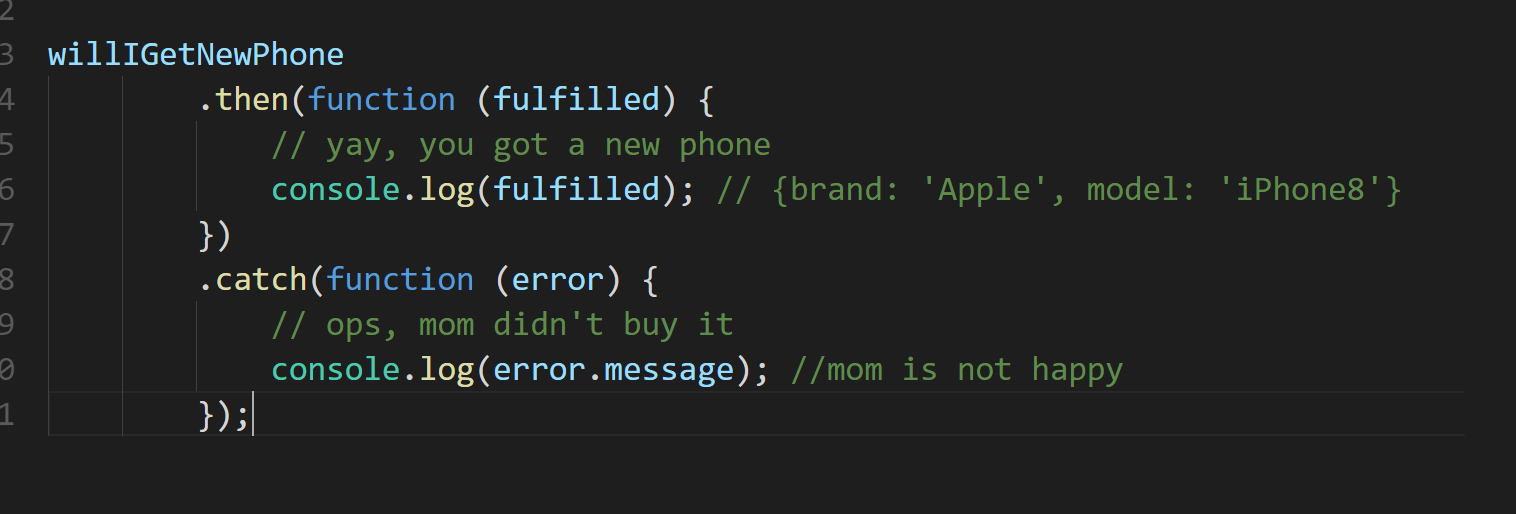 2
3 willIGetNewPhone
4 .then(function (fulfilled) {
5 // yay, you got a new phone
6 console.log(fulfilled); // {brand: 'Apple', model: 'iPhone8'}
7 })
8 .catch(function (error) {
9 // ops, mom didn't buy it
0 console.log(error.message); //mom is not happy
1 });